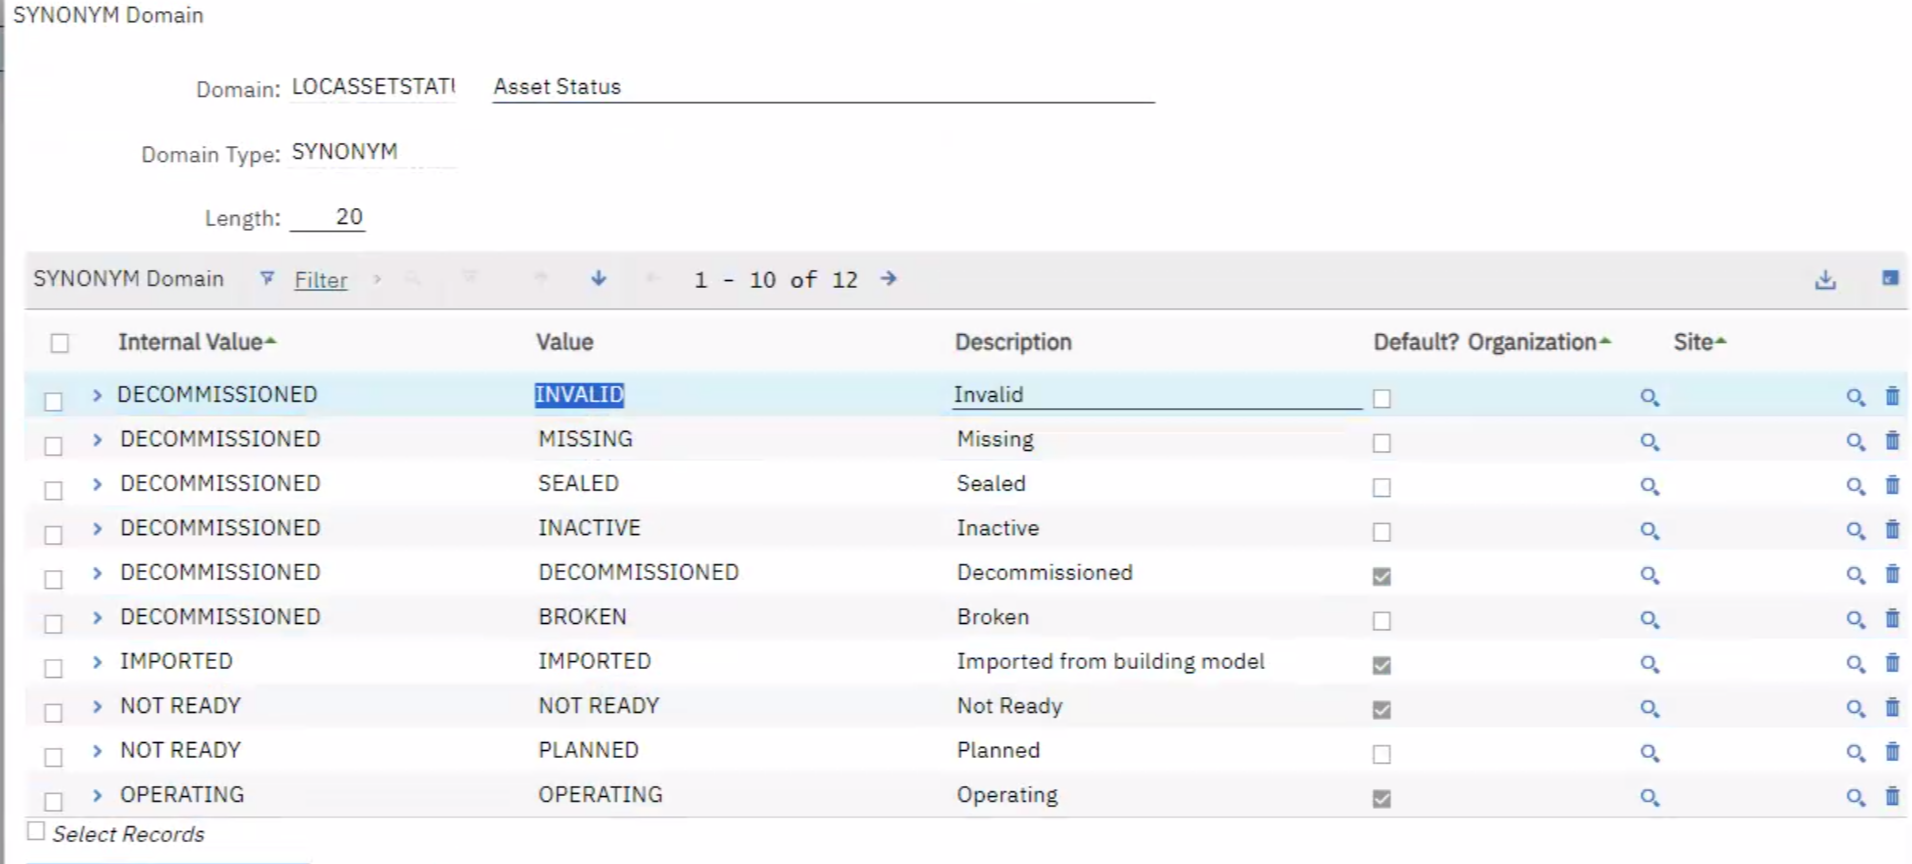 SYNONYM Domain
Domain: LOCASSETSTATU Asset Status
Domain Type: SYNONYM
Length: 20
SYNONYM Domain Filter 1 - 10 of 12
Internal Value Value Description Default? Organization Site
DECOMMISSIONED INVALID Invalid
DECOMMISSIONED MISSING Missing
DECOMMISSIONED SEALED Sealed
DECOMMISSIONED INACTIVE Inactive
DECOMMISSIONED DECOMMISSIONED Decommissioned
DECOMMISSIONED BROKEN Broken
IMPORTED IMPORTED Imported from building model
NOT READY NOT READY Not Ready
NOT READY PLANNED Planned
OPERATING OPERATING Operating
Select Records